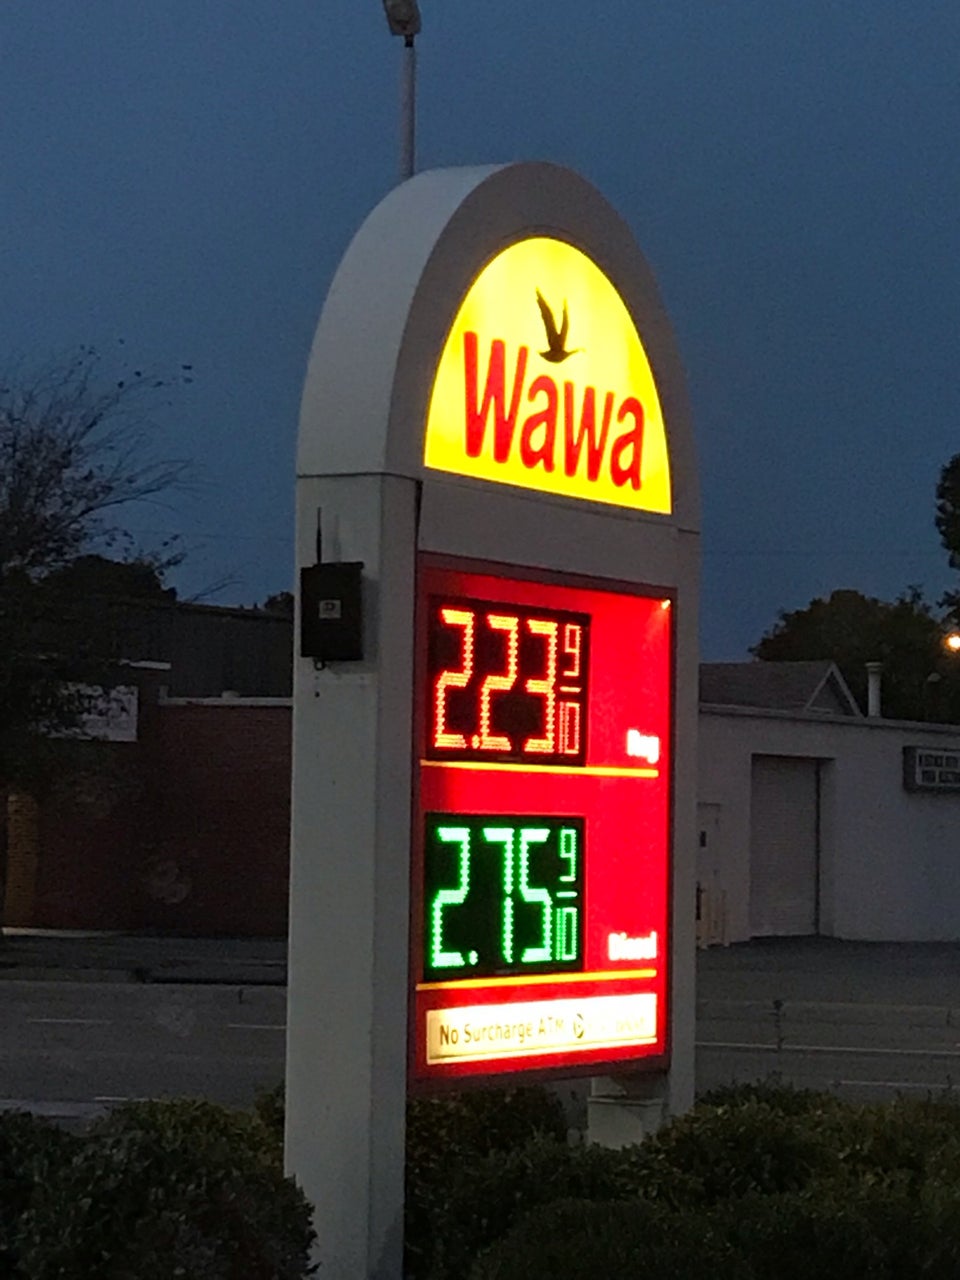 Wawa
2.23 9/10
Reg
2.75 9/10
Diesel
No Surcharge ATM